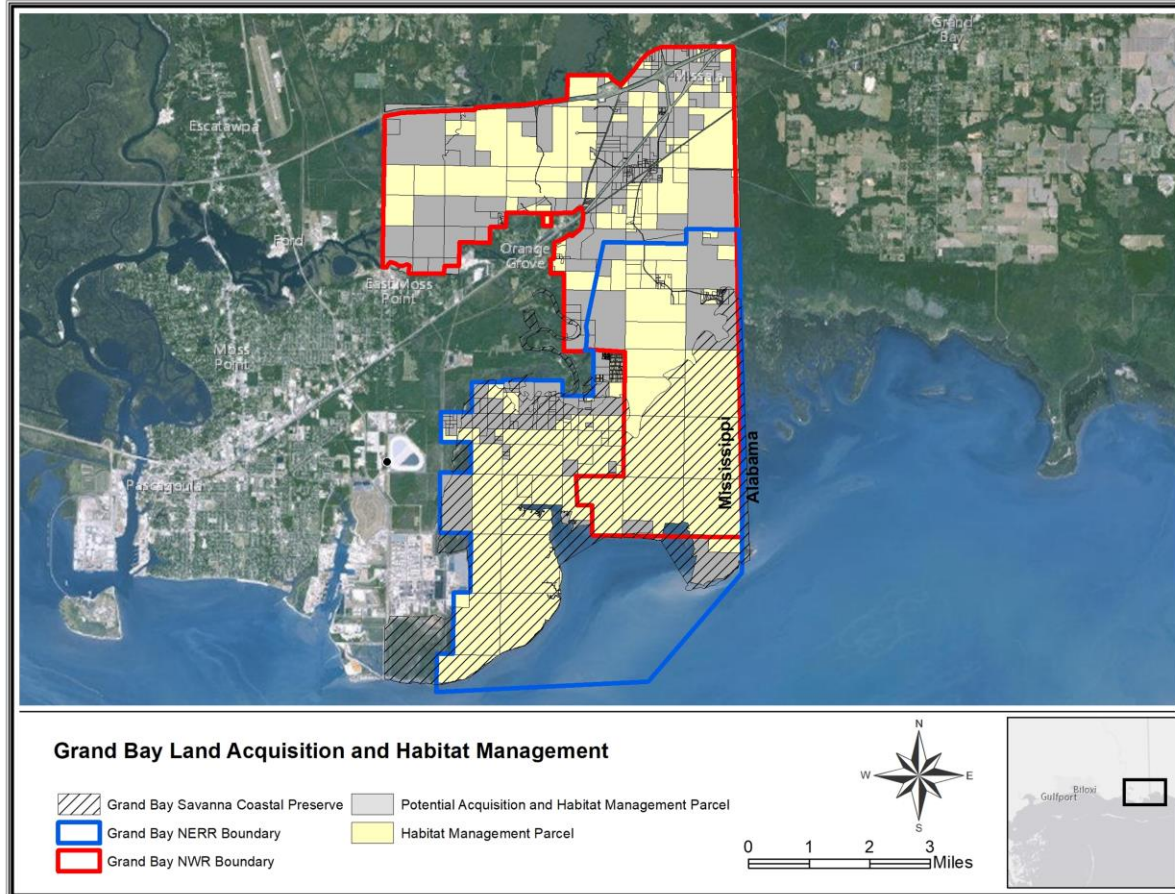 Grand
Bay
Missala
Escatawpa
Ford
Orange
Grove
East Moss
Point
Moss
Point
Pascagoula
Mississippi
Alabama
Grand Bay Land Acquisition and Habitat Management
Grand Bay Savanna Coastal Preserve
Grand Bay NERR Boundary
Grand Bay NWR Boundary
Potential Acquisition and Habitat Management Parcel
Habitat Management Parcel
N
W
E
S
0 1 2 3
Miles
Biloxi
Gulfport